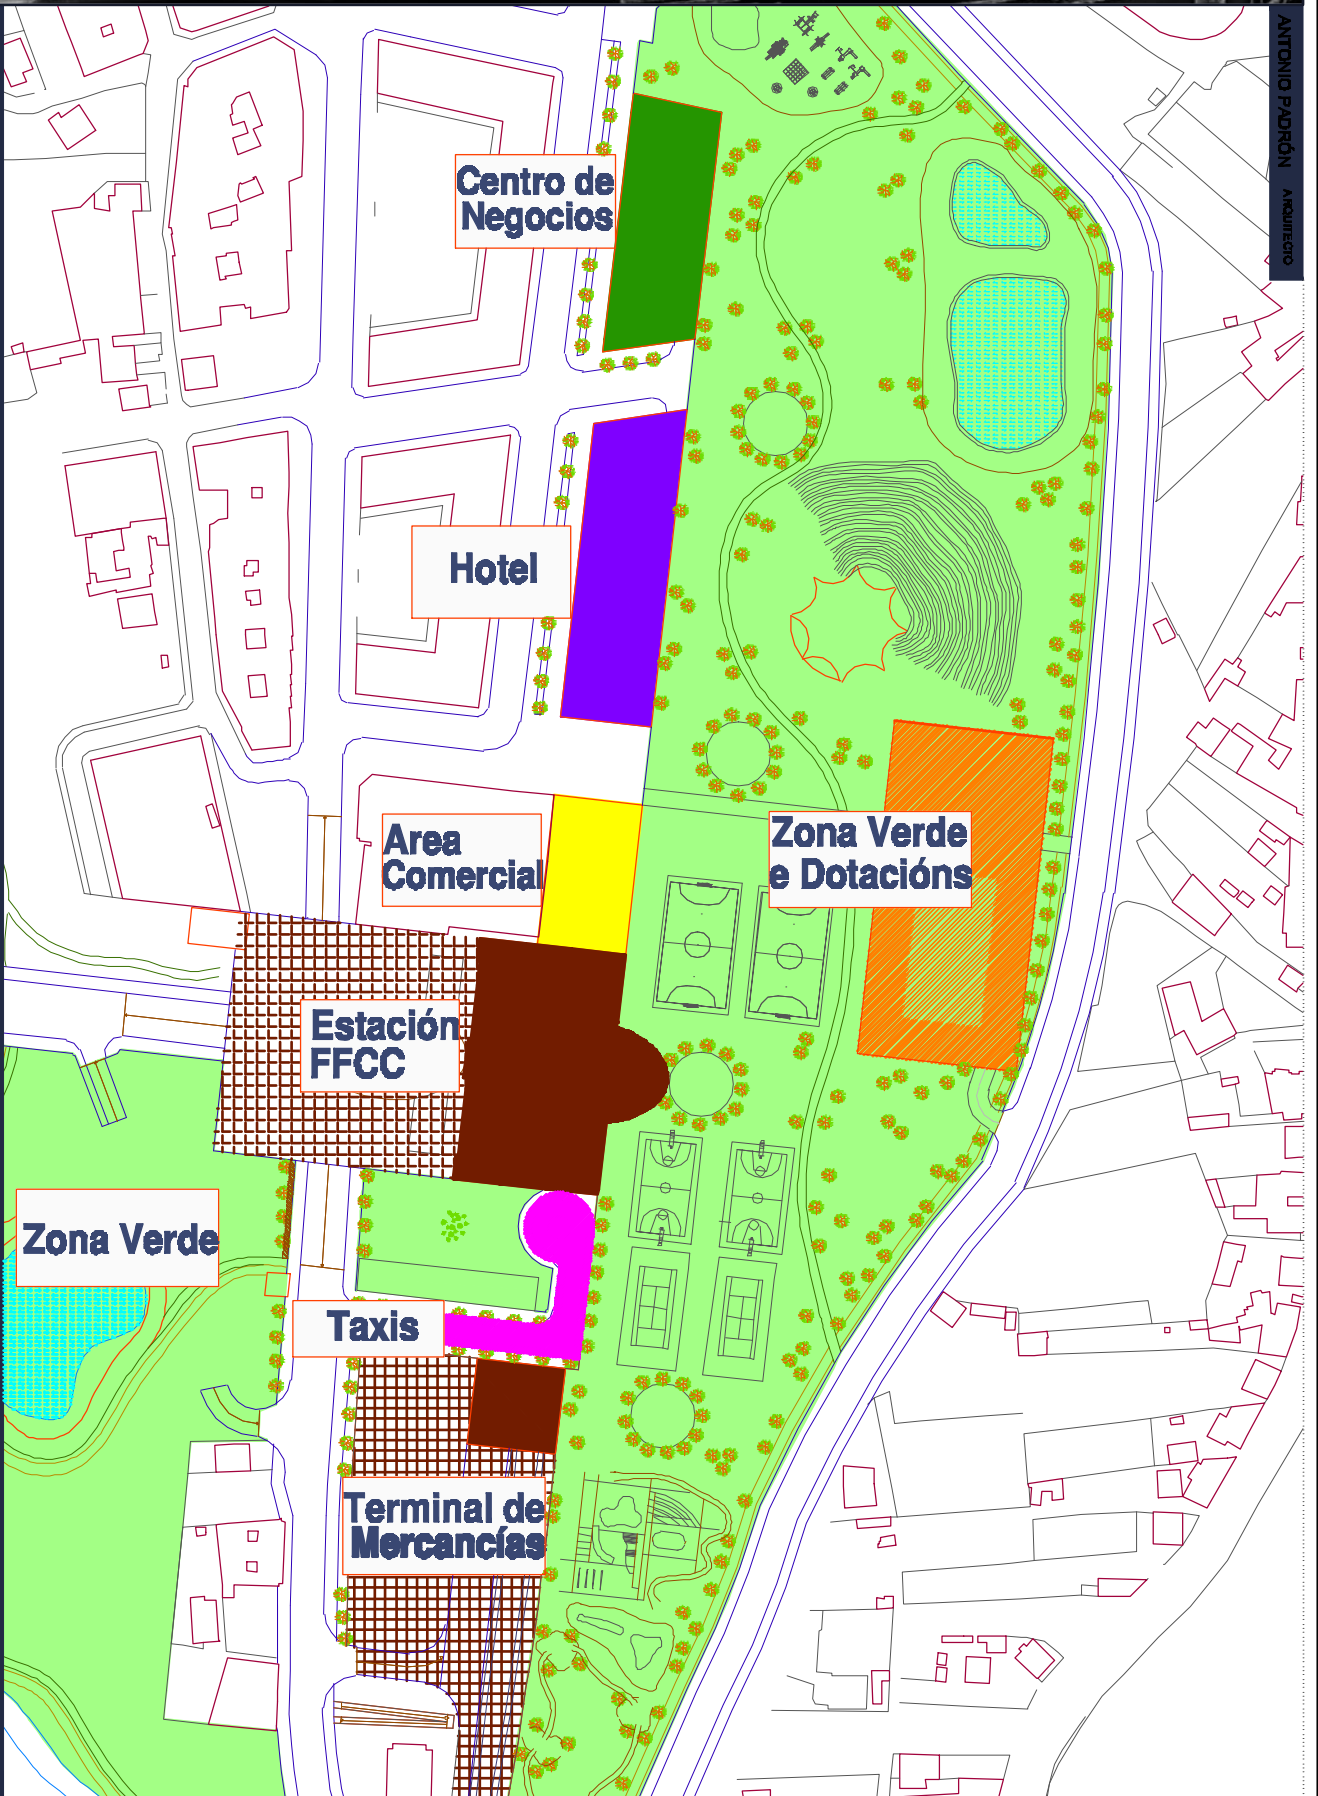 ANTONIO PADRÓN ARQUITECTO
Centro de
Negocios
Hotel
Area
Comercial
Zona Verde
e Dotacións
Estación
FFCC
Zona Verde
Taxis
Terminal de
Mercancías